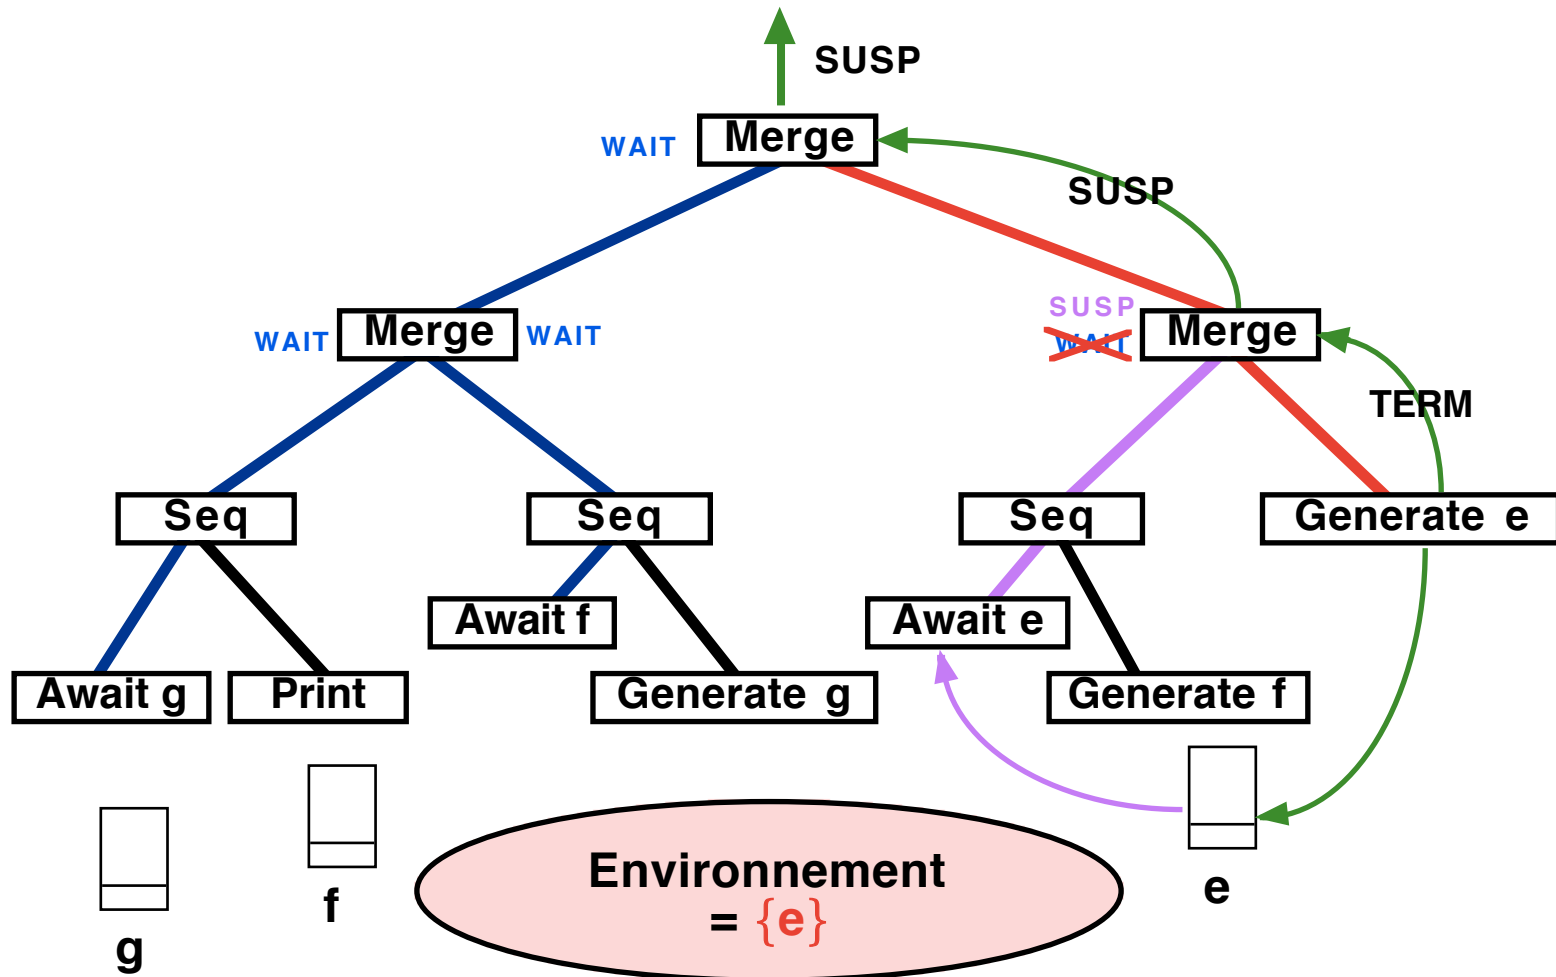 SUSP
WAIT
Merge
SUSP
WAIT
Merge
WAIT
SUSP
WAIT
Merge
TERM
Seq
Seq
Seq
Generate e
Await f
Await e
Await g
Print
Generate g
Generate f
g
f
Environnement
= {e}
e